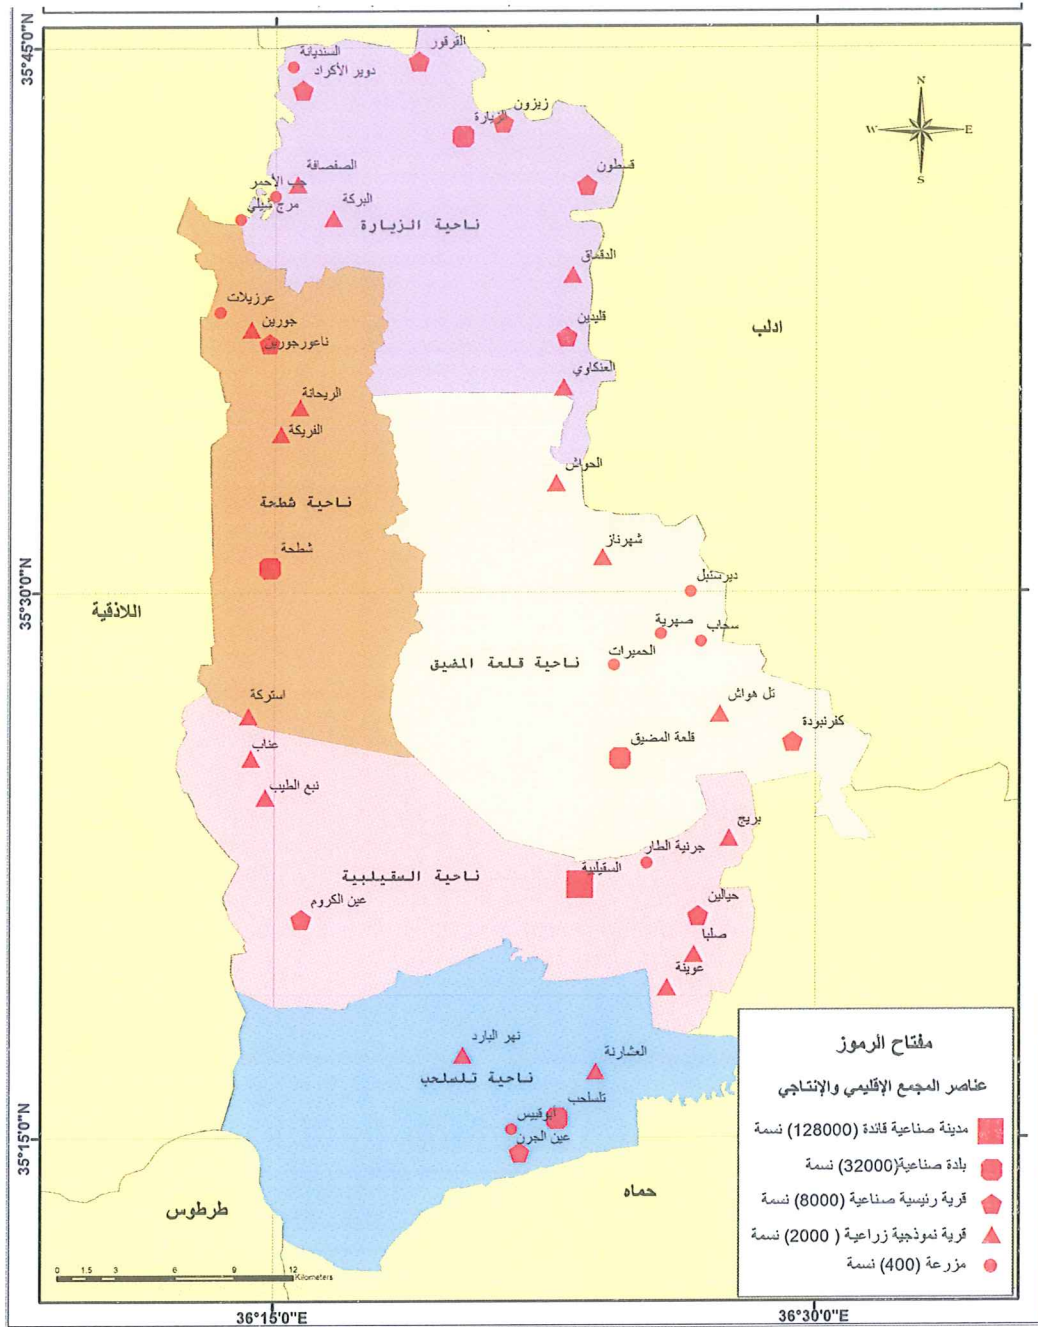 35°45'0"N
35°30'0"N
35°15'0"N
36°15'0"E
36°30'0"E
N
W
E
S
الفرقور
السنديانة
دوير الأكراد
زيزون
الزيارة
قسطون
الصفصافة
جب الأحمر
مرج شيلي
البركة
ناحية الزيارة
الدقماق
عرزيلات
جورين
ناعورجورين
قليدين
ادلب
العنكاوي
الريحانة
الفريكة
الحواش
ناحية شطحة
شطحة
شهرناز
ديرسنبل
اللاذقية
صهرية
سحاب
الحميرات
ناحية قلعة المضيق
تل هواش
استركة
كفرنبودة
قلعة المضيق
عناب
نبع الطيب
بريج
جرنية الطار
السقيلبية
ناحية السقيلبية
عين الكروم
حيالين
صلبا
عوينة
نهر البارد
العشارنة
ناحية تلسلحب
تلسلحب
أبوقبيس
عين الجرن
حماه
طرطوس
0 1.5 3 6 9 12
Kilometers
مفتاح الرموز
عناصر المجمع الإقليمي والإنتاجي
مدينة صناعية قائدة (128000) نسمة
بلدة صناعية(32000) نسمة
قرية رئيسية صناعية (8000) نسمة
قرية نموذجية زراعية ( 2000) نسمة
مزرعة (400) نسمة